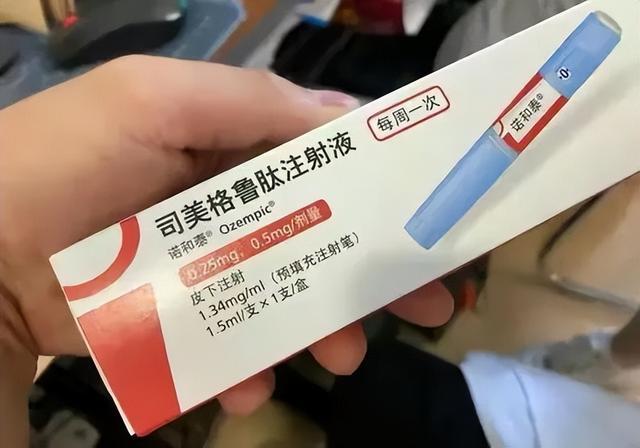 司美格鲁肽注射液
每周一次
诺和泰® Ozempic®
0.25mg, 0.5mg/剂量
皮下注射
1.34mg/ml（预填充注射笔）
1.5ml/支×1支/盒
诺和泰®